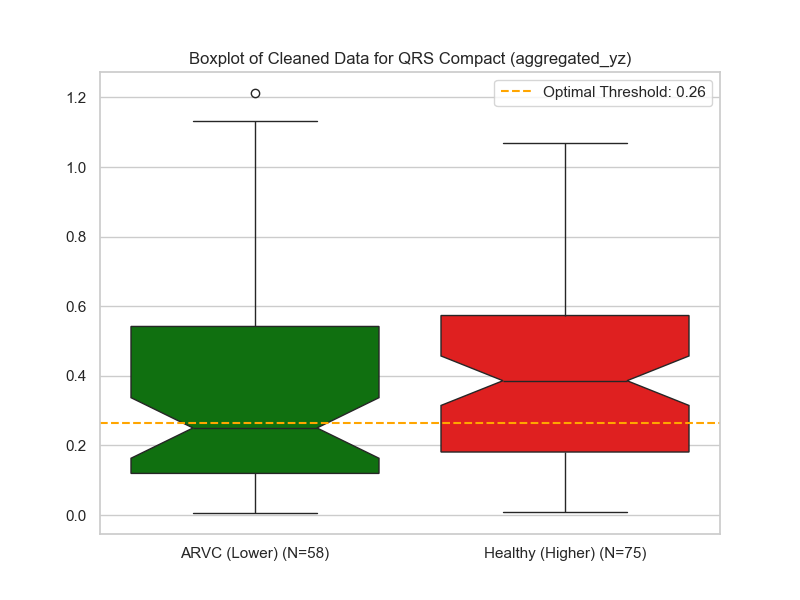 Boxplot of Cleaned Data for QRS Compact (aggregated_yz)
Optimal Threshold: 0.26
1.2
1.0
0.8
0.6
0.4
0.2
0.0
ARVC (Lower) (N=58)
Healthy (Higher) (N=75)